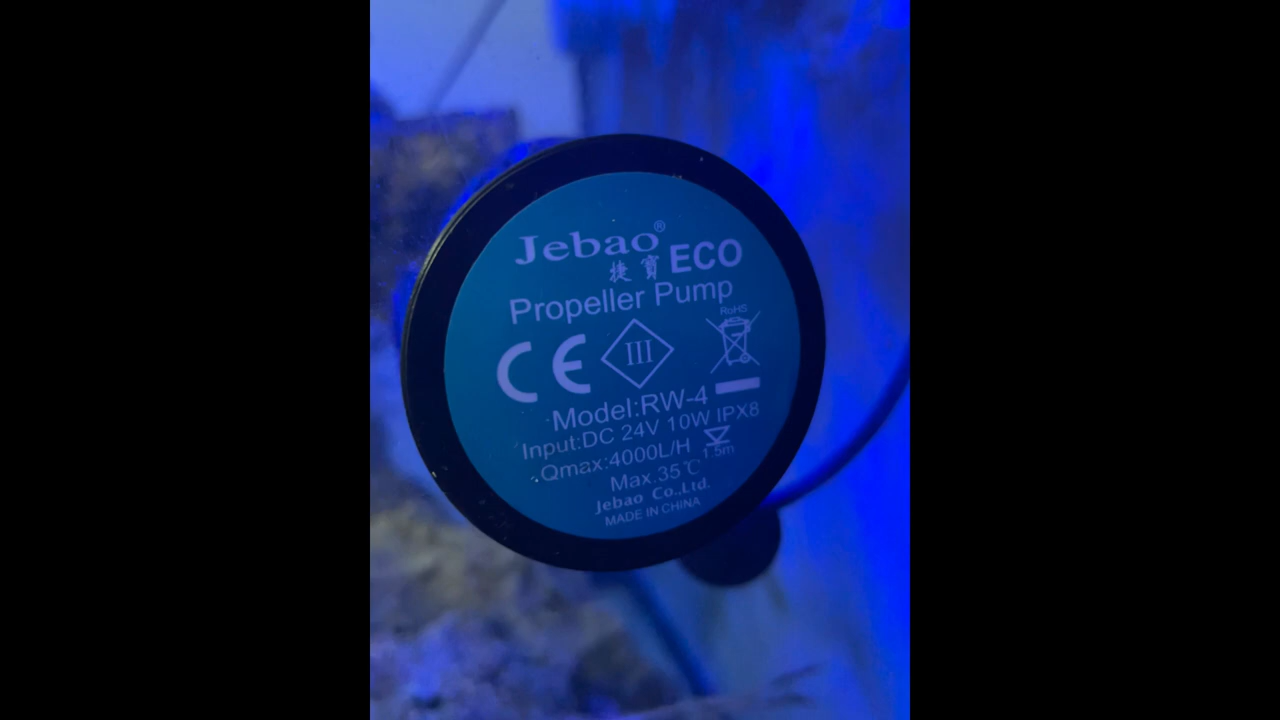 Jebao®
捷寳 ECO
Propeller Pump
RoHS
CE III
Model:RW-4
Input:DC 24V 10W IPX8
Qmax:4000L/H 1.5m
Max.35℃
Jebao Co.,Ltd.
MADE IN CHINA